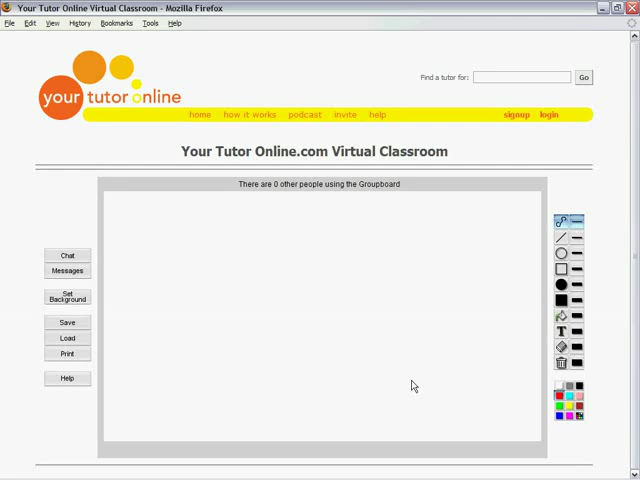 Your Tutor Online Virtual Classroom - Mozilla Firefox
File Edit View History Bookmarks Tools Help
your tutor online
Find a tutor for: Go
home how it works podcast invite help signup login
Your Tutor Online.com Virtual Classroom
There are 0 other people using the Groupboard
Chat
Messages
Set
Background
Save
Load
Print
Help
T